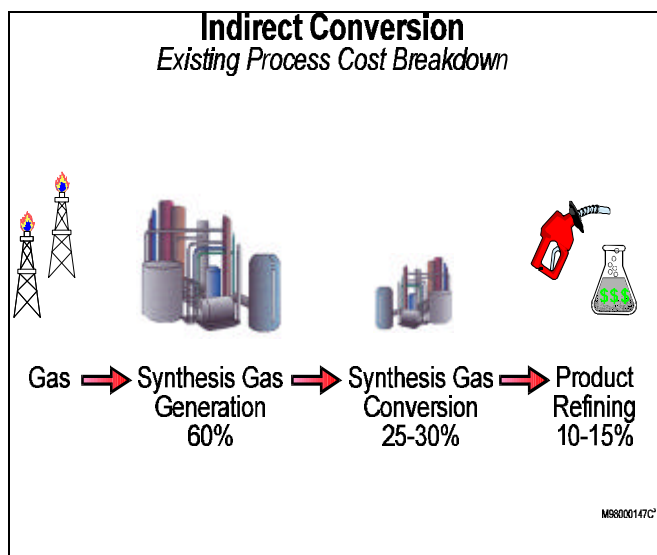 Indirect Conversion
Existing Process Cost Breakdown
$$$
Gas
Synthesis Gas
Generation
60%
Synthesis Gas
Conversion
25-30%
Product
Refining
10-15%
M98000147C³